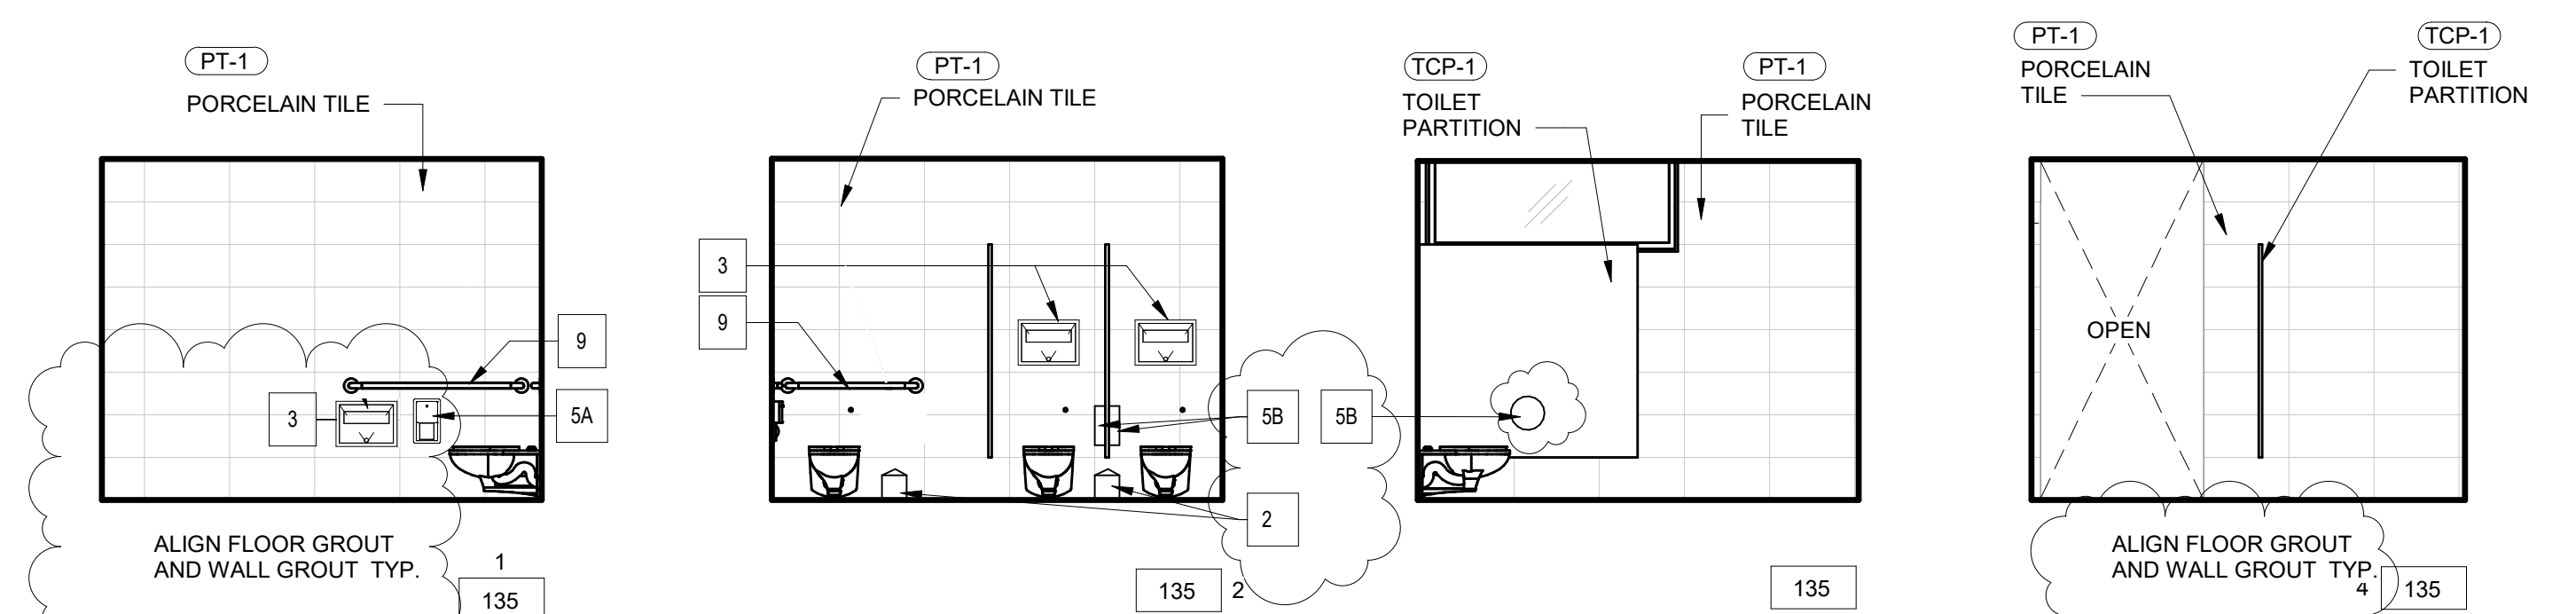 PT-1
PORCELAIN TILE
9
3
5A
ALIGN FLOOR GROUT
AND WALL GROUT TYP.
1
135
PT-1
PORCELAIN TILE
3
9
5B
2
135
2
TCP-1
TOILET
PARTITION
PT-1
PORCELAIN
TILE
5B
135
PT-1
PORCELAIN
TILE
TCP-1
TOILET
PARTITION
OPEN
ALIGN FLOOR GROUT
AND WALL GROUT TYP.
4
135